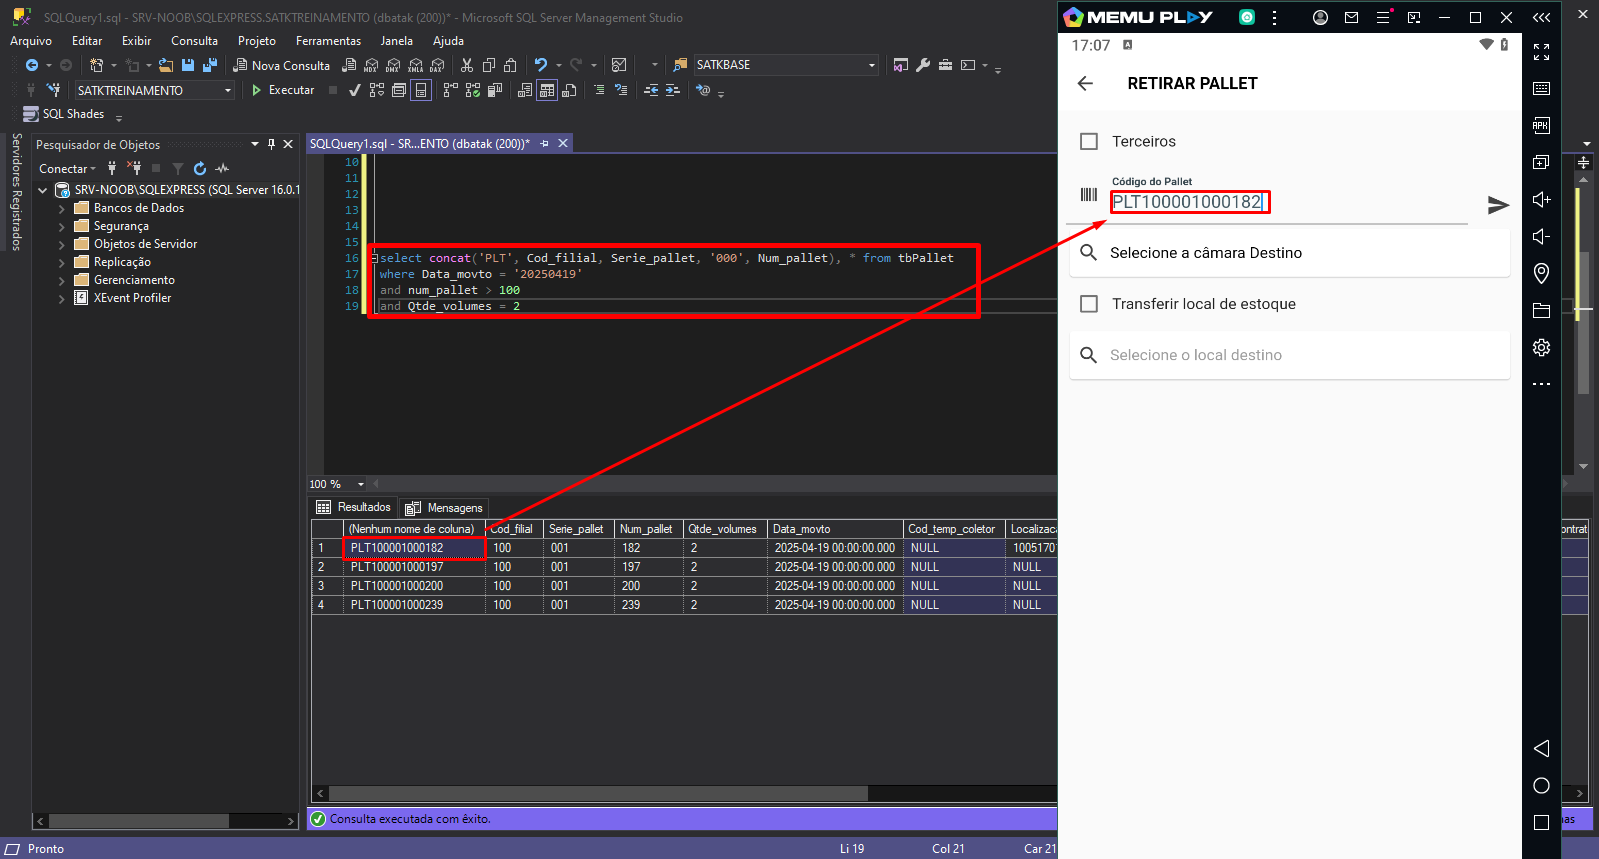 SQLQuery1.sql - SRV-NOOB\SQLEXPRESS.SATKTREINAMENTO (dbatak (200))* - Microsoft SQL Server Management Studio
Arquivo Editar Exibir Consulta Projeto Ferramentas Janela Ajuda
Nova Consulta MDX DMX XMLA DAX SATKBASE
SATKTREINAMENTO Executar
SQL Shades
Servidores Registrados
Pesquisador de Objetos
Conectar
SRV-NOOB\SQLEXPRESS (SQL Server 16.0.1
Bancos de Dados
Segurança
Objetos de Servidor
Replicação
Gerenciamento
XEvent Profiler
SQLQuery1.sql - SR...ENTO (dbatak (200))*
10
11
12
13
14
15
16 select concat('PLT', Cod_filial, Serie_pallet, '000', Num_pallet), * from tbPallet
17 where Data_movto = '20250419'
18 and num_pallet > 100
19 and Qtde_volumes = 2
100 %
Resultados Mensagens
(Nenhum nome de coluna) Cod_filial Serie_pallet Num_pallet Qtde_volumes Data_movto Cod_temp_coletor Localizaca ontrat
1 PLT100001000182 100 001 182 2 2025-04-19 00:00:00.000 NULL 1005170
2 PLT100001000197 100 001 197 2 2025-04-19 00:00:00.000 NULL NULL
3 PLT100001000200 100 001 200 2 2025-04-19 00:00:00.000 NULL NULL
4 PLT100001000239 100 001 239 2 2025-04-19 00:00:00.000 NULL NULL
Consulta executada com êxito. as
Pronto Li 19 Col 21 Car 21
MEMU PLAY
17:07 A
RETIRAR PALLET
Terceiros
Código do Pallet
PLT100001000182
Selecione a câmara Destino
Transferir local de estoque
Selecione o local destino
APK